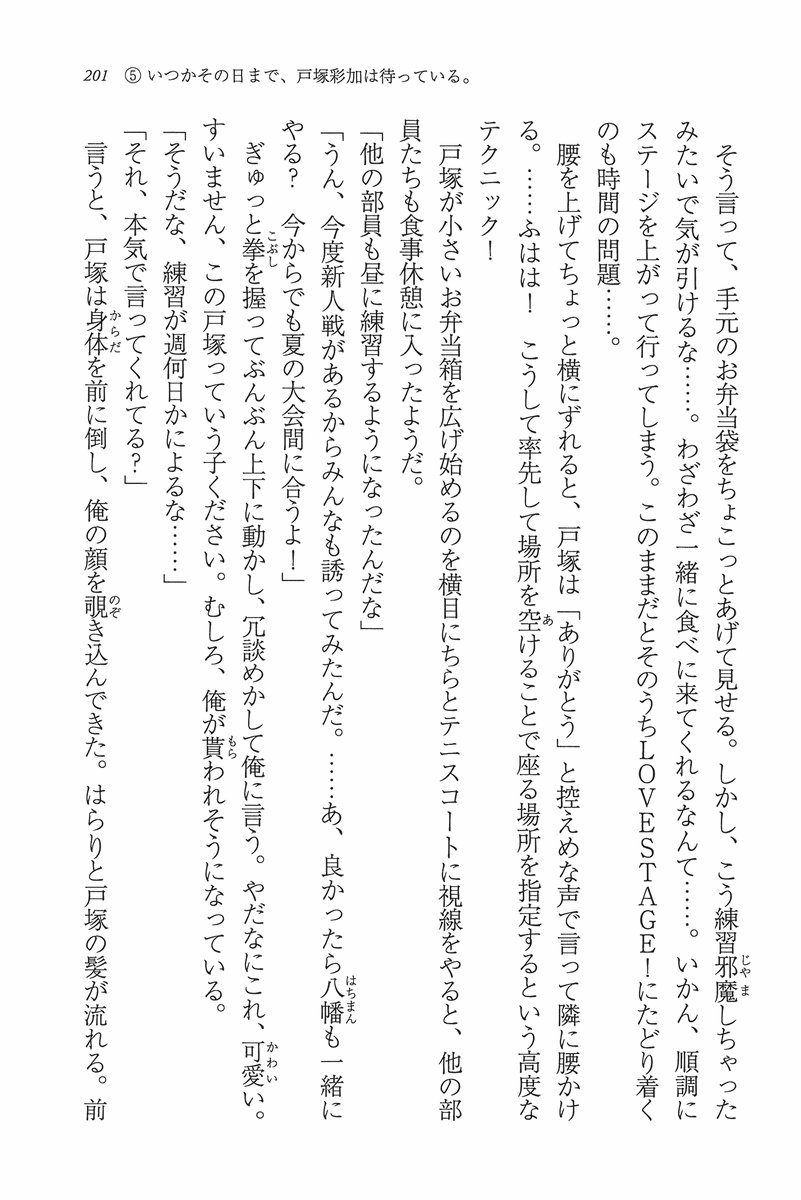 201 ⑤いつかその日まで、戸塚彩加は待っている。
　そう言って、手元のお弁当袋をちょこっとあげて見せる。しかし、こう練習邪魔しちゃった
みたいで気が引けるな……。わざわざ一緒に食べに来てくれるなんて……。いかん、順調に
ステージを上がって行ってしまう。このままだとそのうちLOVESTAGE！にたどり着く
のも時間の問題……。
　腰を上げてちょっと横にずれると、戸塚は「ありがとう」と控えめな声で言って隣に腰かけ
る。……ふはは！　こうして率先して場所を空けることで座る場所を指定するという高度な
テクニック！
　戸塚が小さいお弁当箱を広げ始めるのを横目にちらとテニスコートに視線をやると、他の部
員たちも食事休憩に入ったようだ。
「他の部員も昼に練習するようになったんだな」
「うん、今度新人戦があるからみんなも誘ってみたんだ。……あ、良かったら八幡も一緒に
やる？　今からでも夏の大会間に合うよ！」
　ぎゅっと拳を握ってぶんぶん上下に動かし、冗談めかして俺に言う。やだなにこれ、可愛い。
すいません、この戸塚っていう子ください。むしろ、俺が貰われそうになっている。
「そうだな、練習が週何日かによるな……」
「それ、本気で言ってくれてる？」
　言うと、戸塚は身体を前に倒し、俺の顔を覗き込んできた。はらりと戸塚の髪が流れる。前